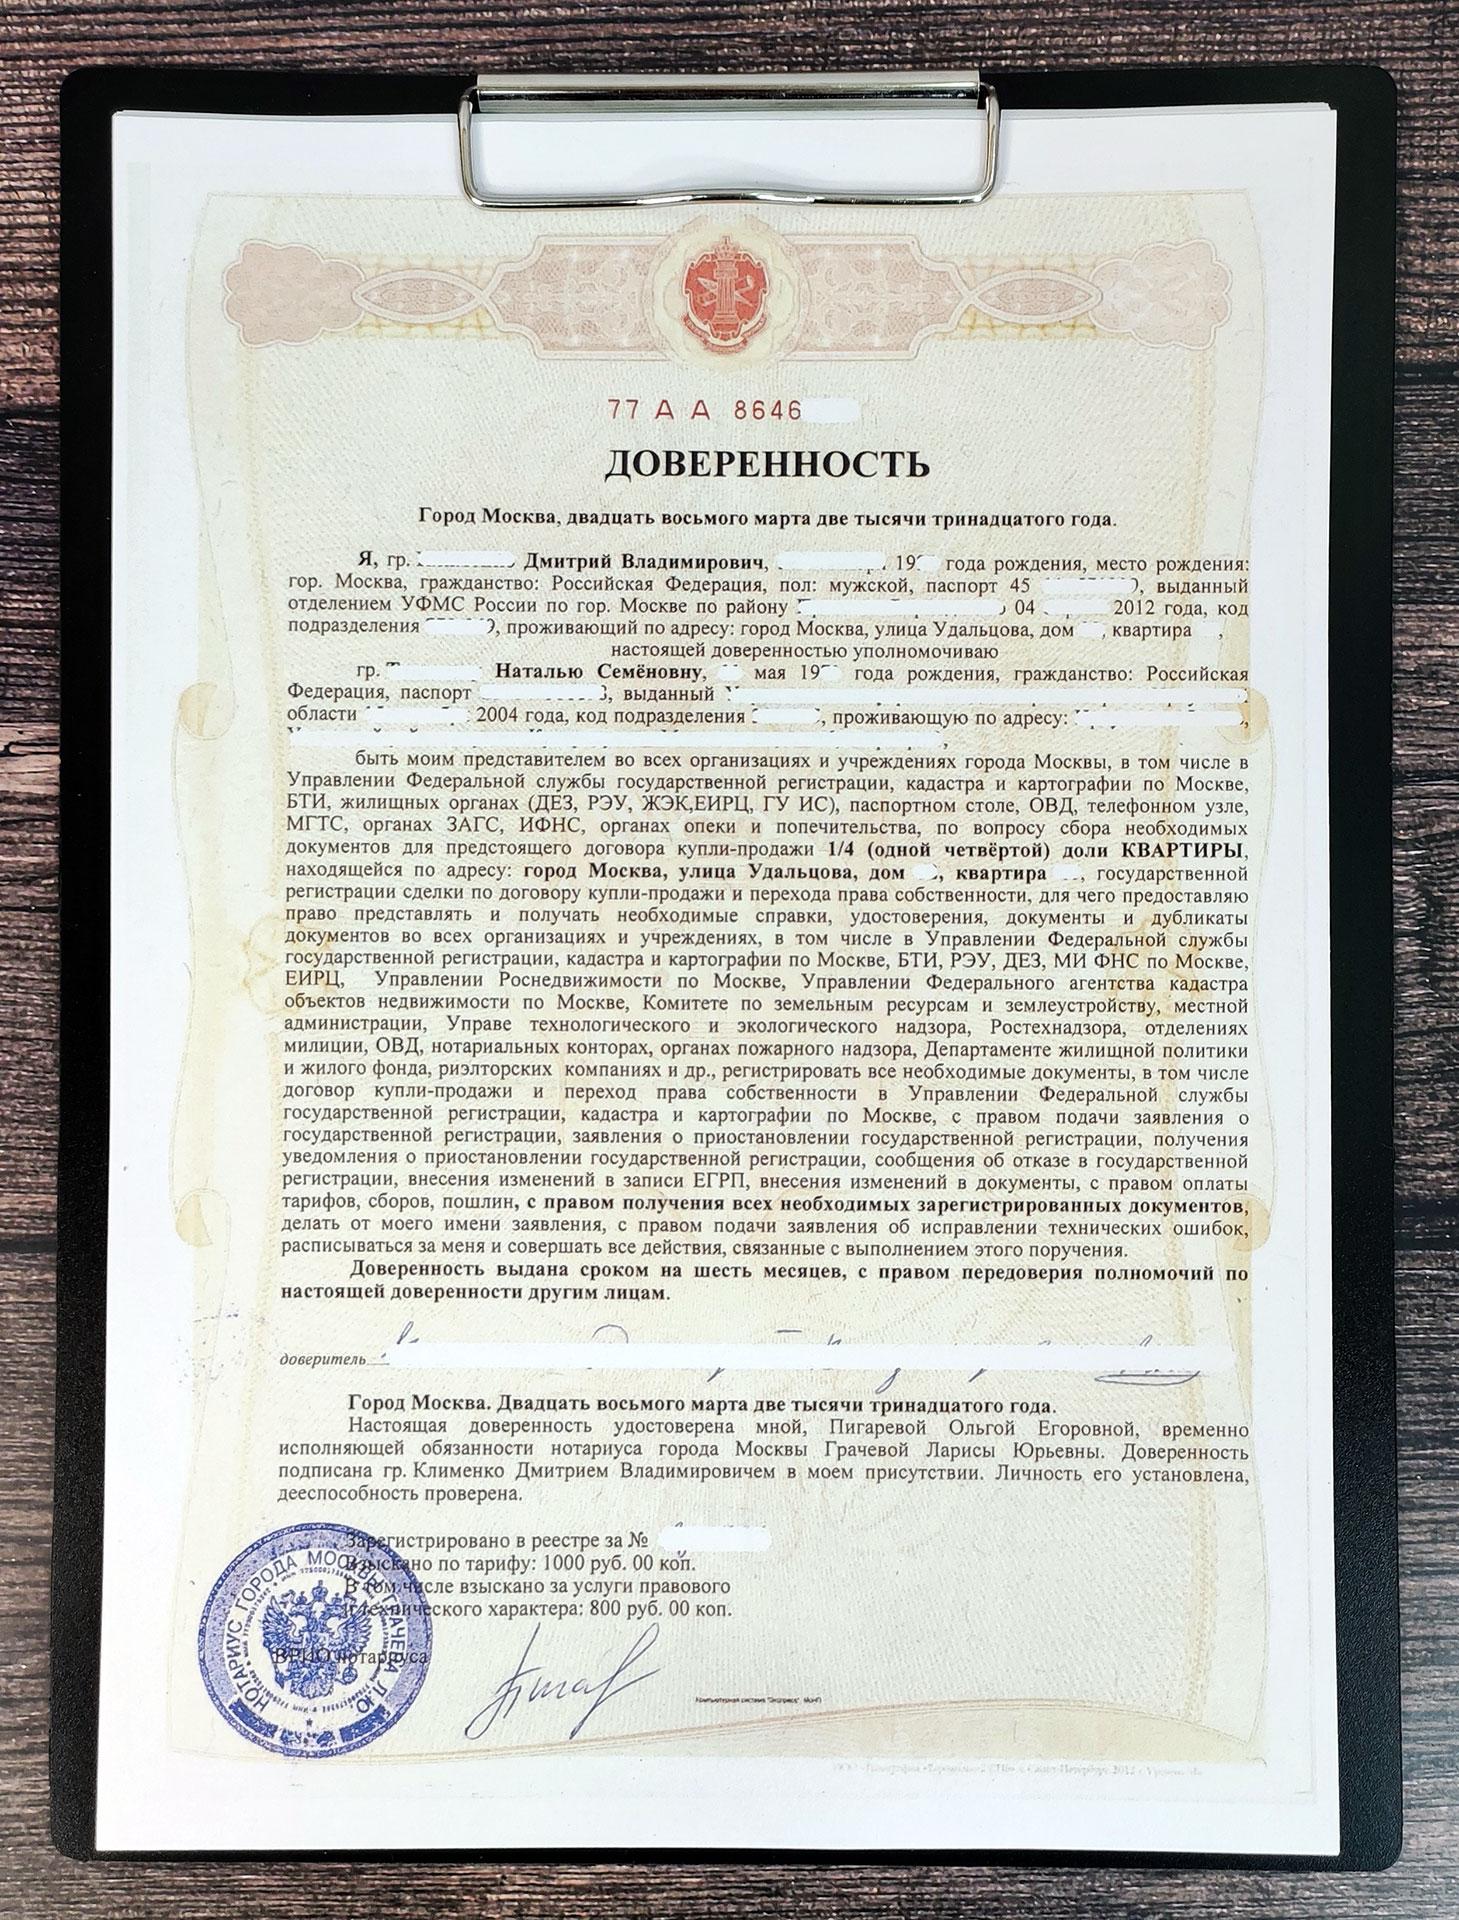 77 А А 8646
ДОВЕРЕННОСТЬ
Город Москва, двадцать восьмого марта две тысячи тринадцатого года.
Я, гр. Дмитрий Владимирович, 19 года рождения, место рождения:
гор. Москва, гражданство: Российская Федерация, пол: мужской, паспорт 45 , выданный
отделением УФМС России по гор. Москве по району 04 2012 года, код
подразделения , проживающий по адресу: город Москва, улица Удальцова, дом , квартира ,
настоящей доверенностью уполномочиваю
гр. Наталью Семёновну, мая 19 года рождения, гражданство: Российская
Федерация, паспорт , выданный
области 2004 года, код подразделения , проживающую по адресу:
быть моим представителем во всех организациях и учреждениях города Москвы, в том числе в
Управлении Федеральной службы государственной регистрации, кадастра и картографии по Москве,
БТИ, жилищных органах (ДЕЗ, РЭУ, ЖЭК,ЕИРЦ, ГУ ИС), паспортном столе, ОВД, телефонном узле,
МГТС, органах ЗАГС, ИФНС, органах опеки и попечительства, по вопросу сбора необходимых
документов для предстоящего договора купли-продажи 1/4 (одной четвёртой) доли КВАРТИРЫ,
находящейся по адресу: город Москва, улица Удальцова, дом , квартира , государственной
регистрации сделки по договору купли-продажи и перехода права собственности, для чего предоставляю
право представлять и получать необходимые справки, удостоверения, документы и дубликаты
документов во всех организациях и учреждениях, в том числе в Управлении Федеральной службы
государственной регистрации, кадастра и картографии по Москве, БТИ, РЭУ, ДЕЗ, МИ ФНС по Москве,
ЕИРЦ, Управлении Роснедвижимости по Москве, Управлении Федерального агентства кадастра
объектов недвижимости по Москве, Комитете по земельным ресурсам и землеустройству, местной
администрации, Управе технологического и экологического надзора, Ростехнадзора, отделениях
милиции, ОВД, нотариальных конторах, органах пожарного надзора, Департаменте жилищной политики
и жилого фонда, риэлторских компаниях и др., регистрировать все необходимые документы, в том числе
договор купли-продажи и переход права собственности в Управлении Федеральной службы
государственной регистрации, кадастра и картографии по Москве, с правом подачи заявления о
государственной регистрации, заявления о приостановлении государственной регистрации, получения
уведомления о приостановлении государственной регистрации, сообщения об отказе в государственной
регистрации, внесения изменений в записи ЕГРП, внесения изменений в документы, с правом оплаты
тарифов, сборов, пошлин, с правом получения всех необходимых зарегистрированных документов,
делать от моего имени заявления, с правом подачи заявления об исправлении технических ошибок,
расписываться за меня и совершать все действия, связанные с выполнением этого поручения.
Доверенность выдана сроком на шесть месяцев, с правом передоверия полномочий по
настоящей доверенности другим лицам.
доверитель
Город Москва. Двадцать восьмого марта две тысячи тринадцатого года.
Настоящая доверенность удостоверена мной, Пигаревой Ольгой Егоровной, временно
исполняющей обязанности нотариуса города Москвы Грачевой Ларисы Юрьевны. Доверенность
подписана гр. Клименко Дмитрием Владимировичем в моем присутствии. Личность его установлена,
дееспособность проверена.
Зарегистрировано в реестре за №
Взыскано по тарифу: 1000 руб. 00 коп.
В том числе взыскано за услуги правового
и технического характера: 800 руб. 00 коп.
ВРИО нотариуса
НОТАРИУС ГОРОДА МОСКВЫ ГРАЧЕВА Л.Ю.
Компьютерная система "Экспресс"